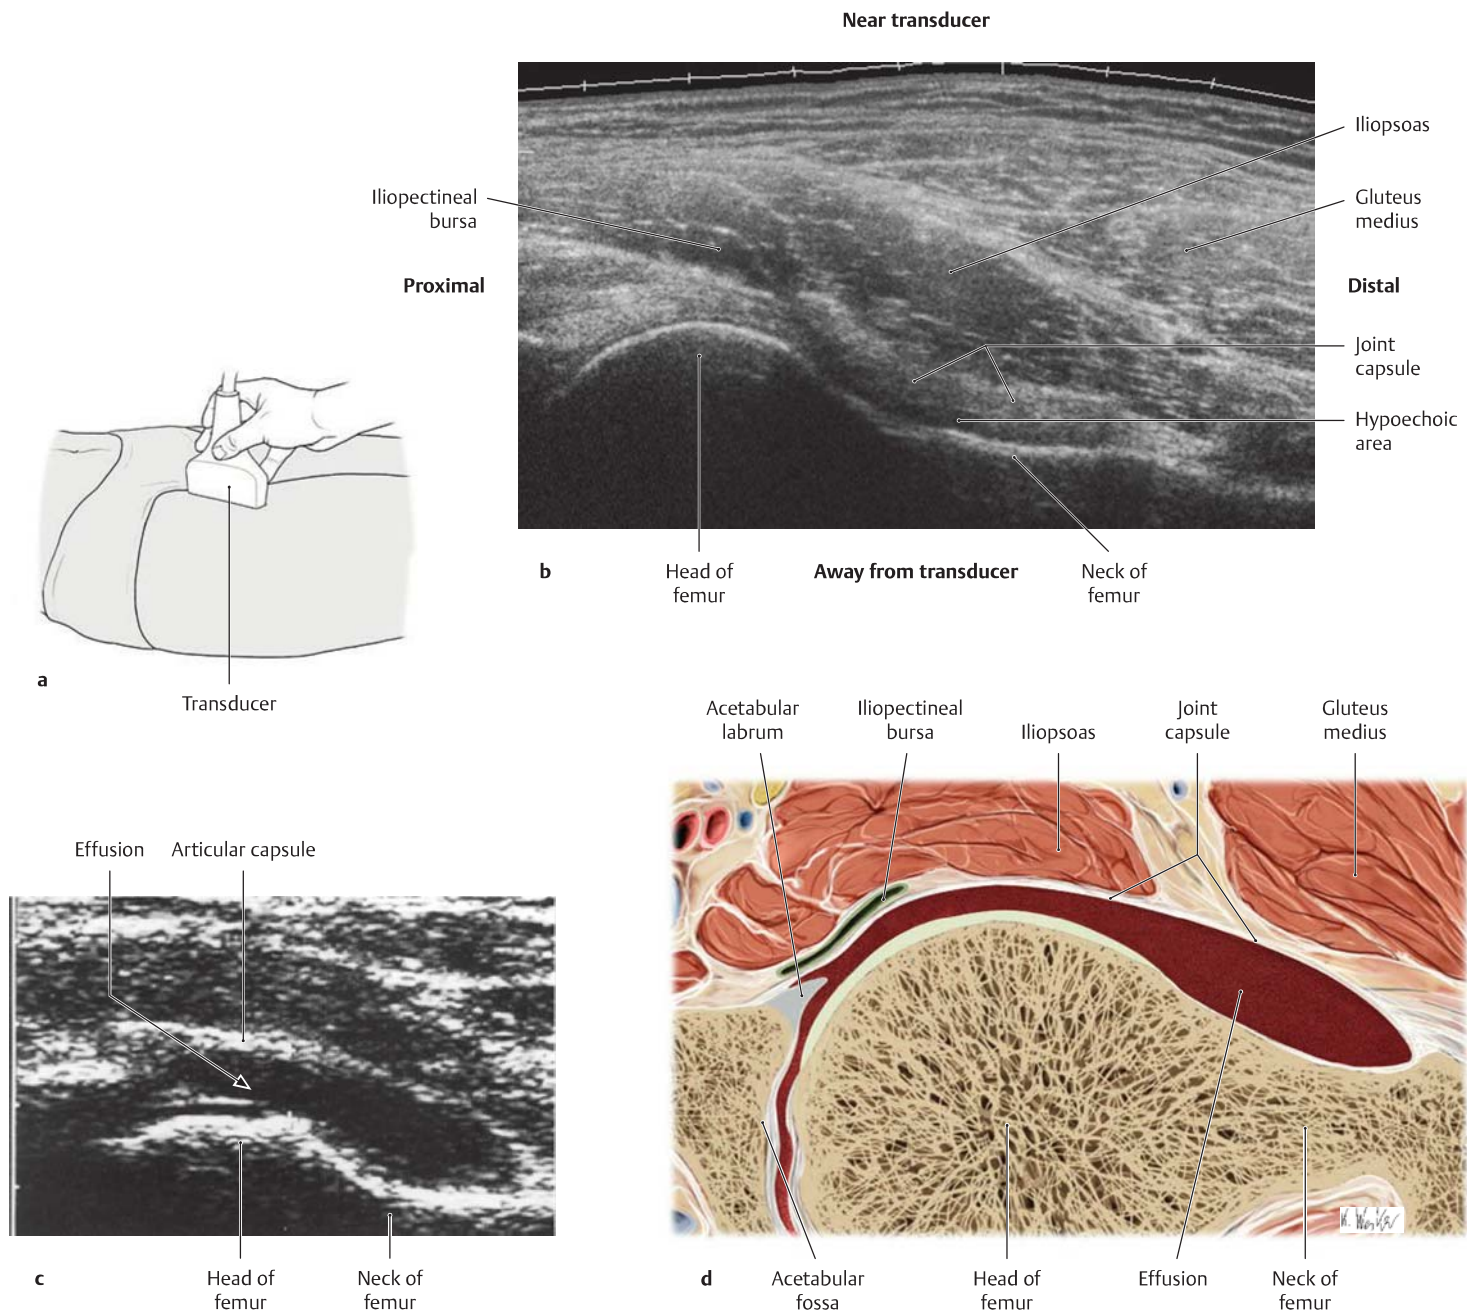 Near transducer
Iliopsoas
Iliopectineal
bursa
Gluteus
medius
Proximal
Distal
Joint
capsule
Hypoechoic
area
b
Head of
femur
Away from transducer
Neck of
femur
a
Transducer
Acetabular
labrum
Iliopectineal
bursa
Iliopsoas
Joint
capsule
Gluteus
medius
Effusion
Articular capsule
c
Head of
femur
Neck of
femur
d
Acetabular
fossa
Head of
femur
Effusion
Neck of
femur